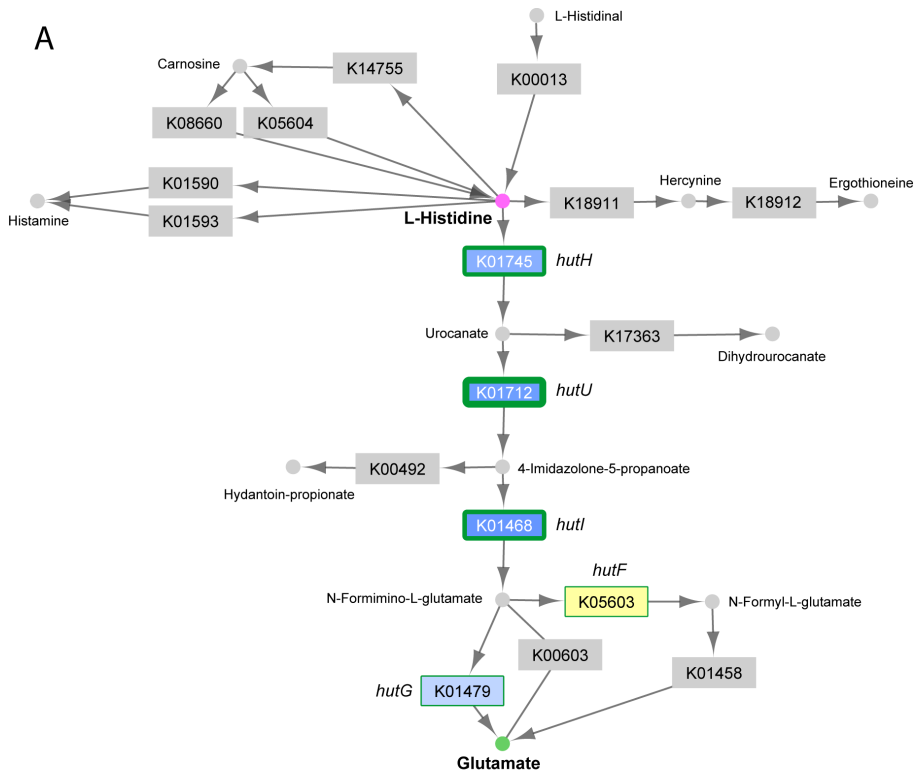 A
L-Histidinal
Carnosine
K14755
K00013
K08660
K05604
K01590
Hercynine
Ergothioneine
K18911
K18912
Histamine
K01593
L-Histidine
K01745
hutH
Urocanate
K17363
Dihydrourocanate
K01712
hutU
K00492
4-Imidazolone-5-propanoate
Hydantoin-propionate
K01468
hutI
hutF
N-Formimino-L-glutamate
K05603
N-Formyl-L-glutamate
K00603
K01458
hutG
K01479
Glutamate